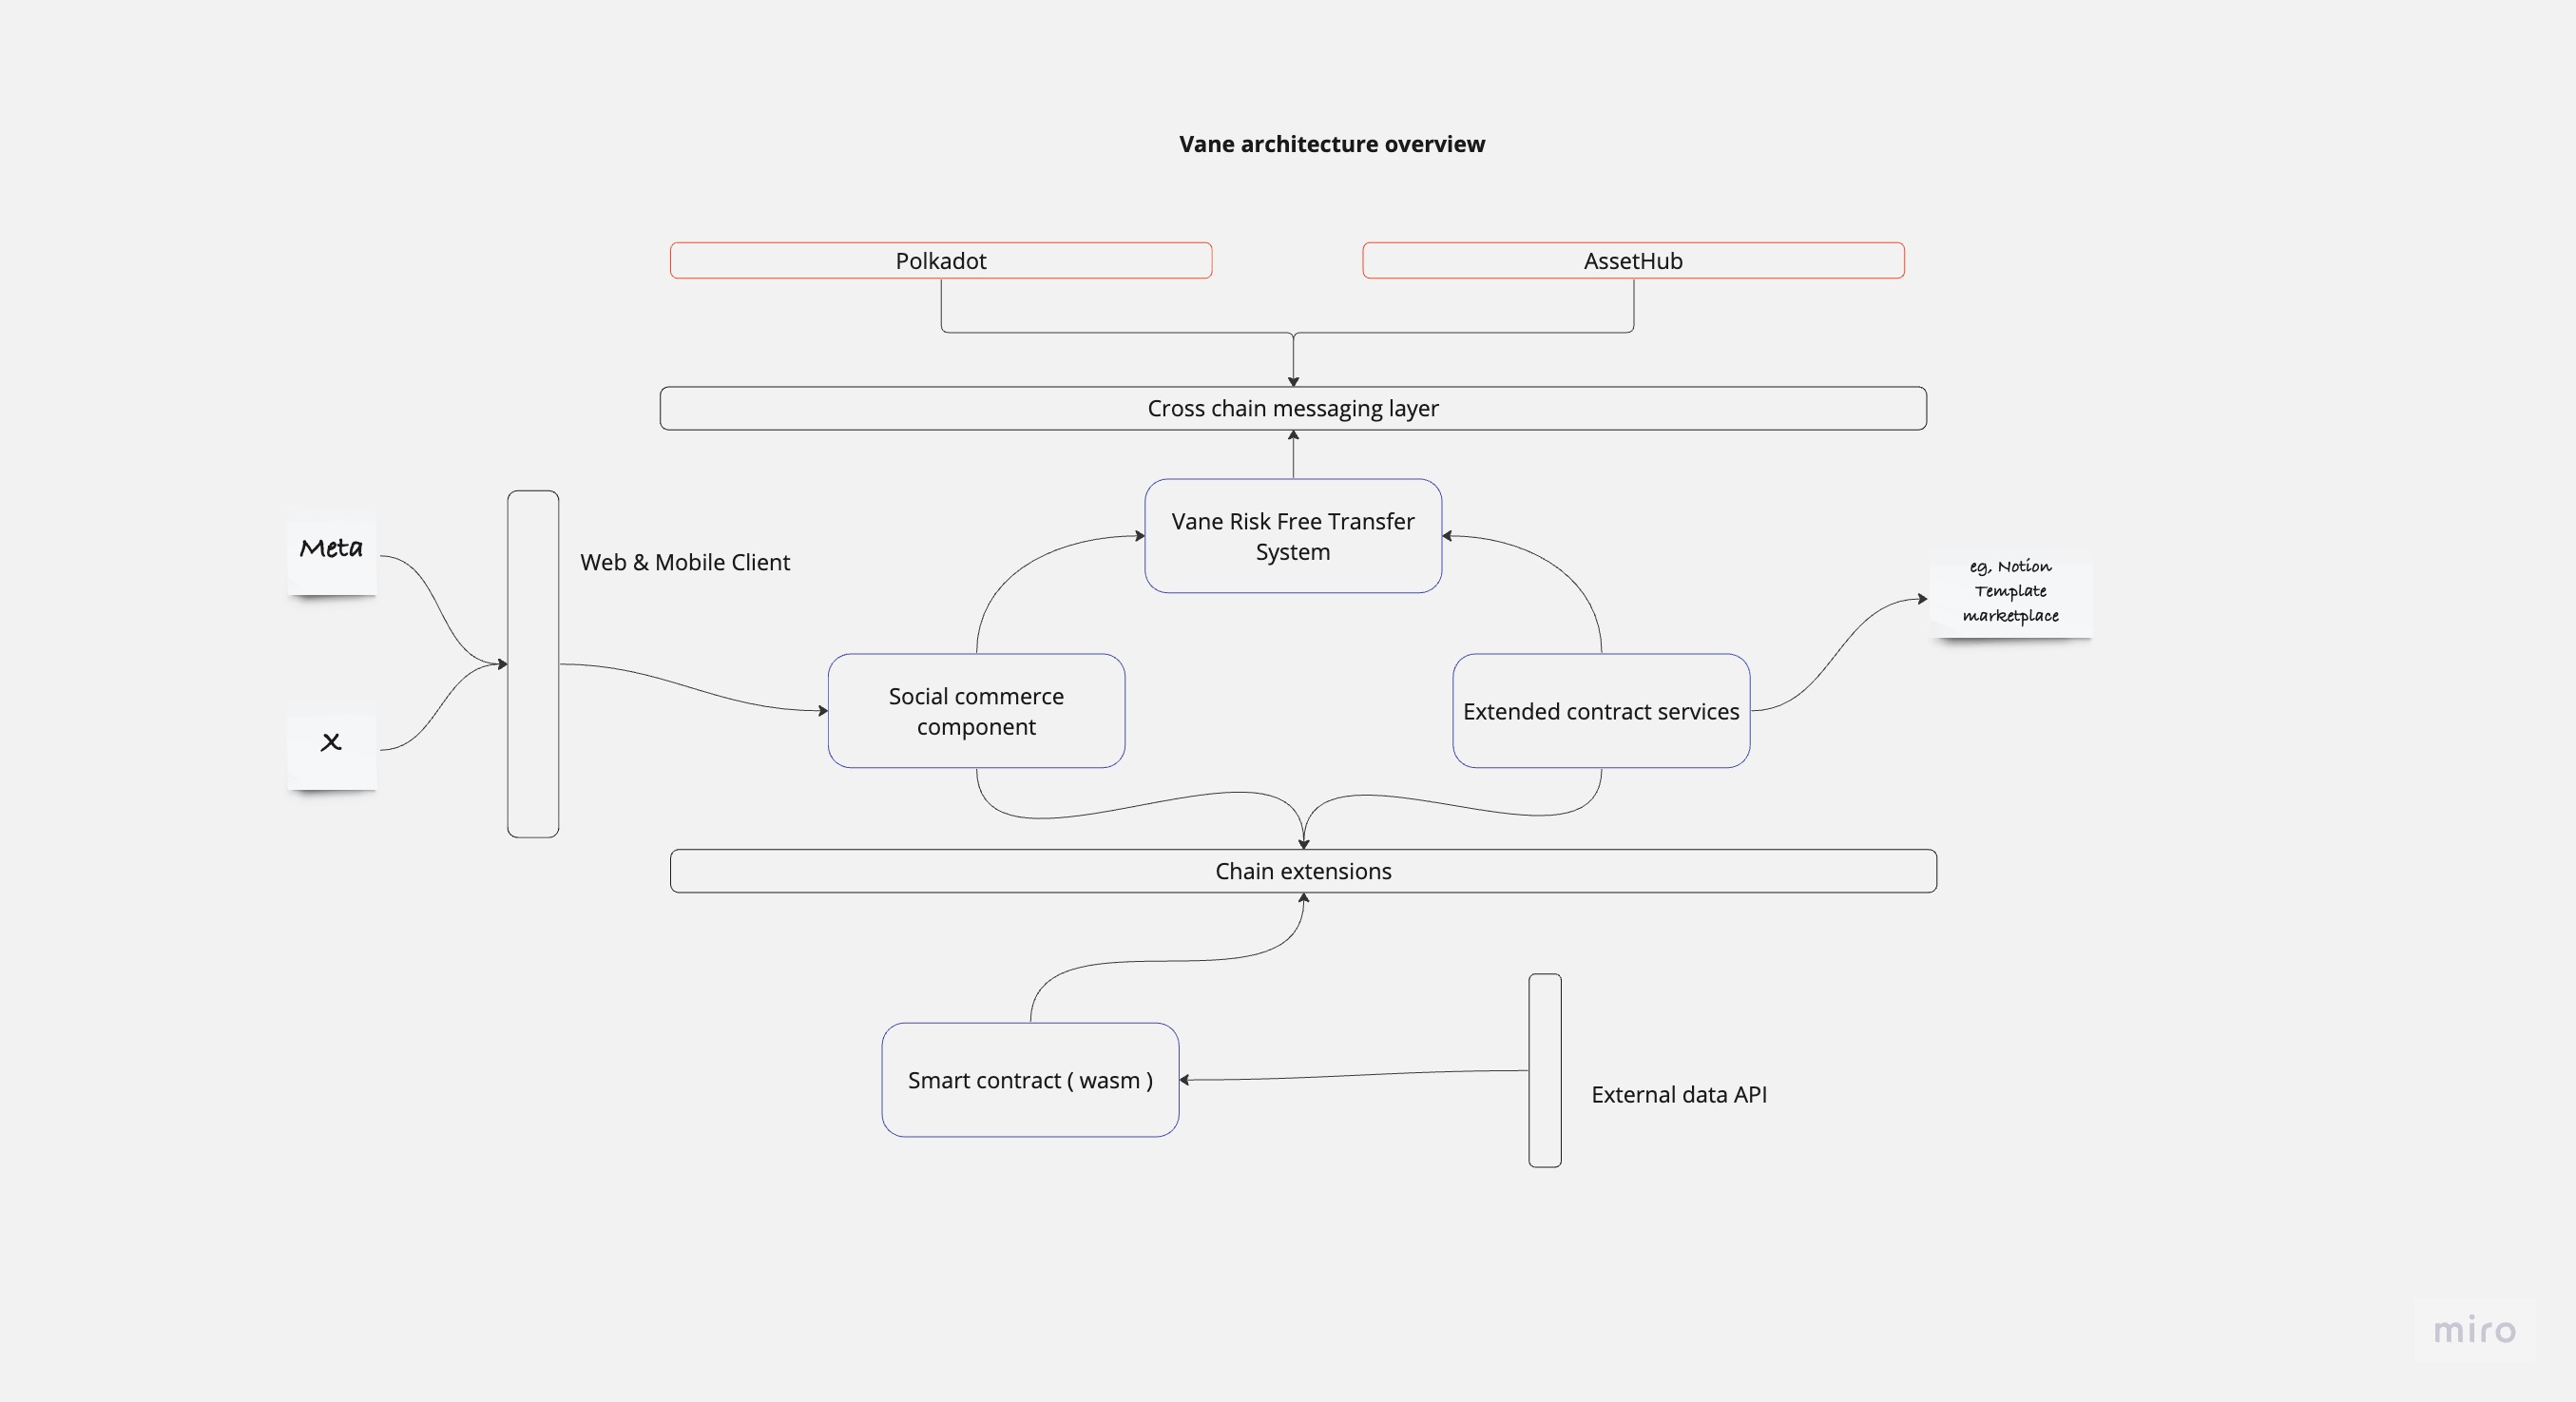 Vane architecture overview
Polkadot
AssetHub
Cross chain messaging layer
Vane Risk Free Transfer
System
Meta
Web & Mobile Client
eg, Notion
Template
marketplace
X
Social commerce
component
Extended contract services
Chain extensions
Smart contract ( wasm )
External data API
miro